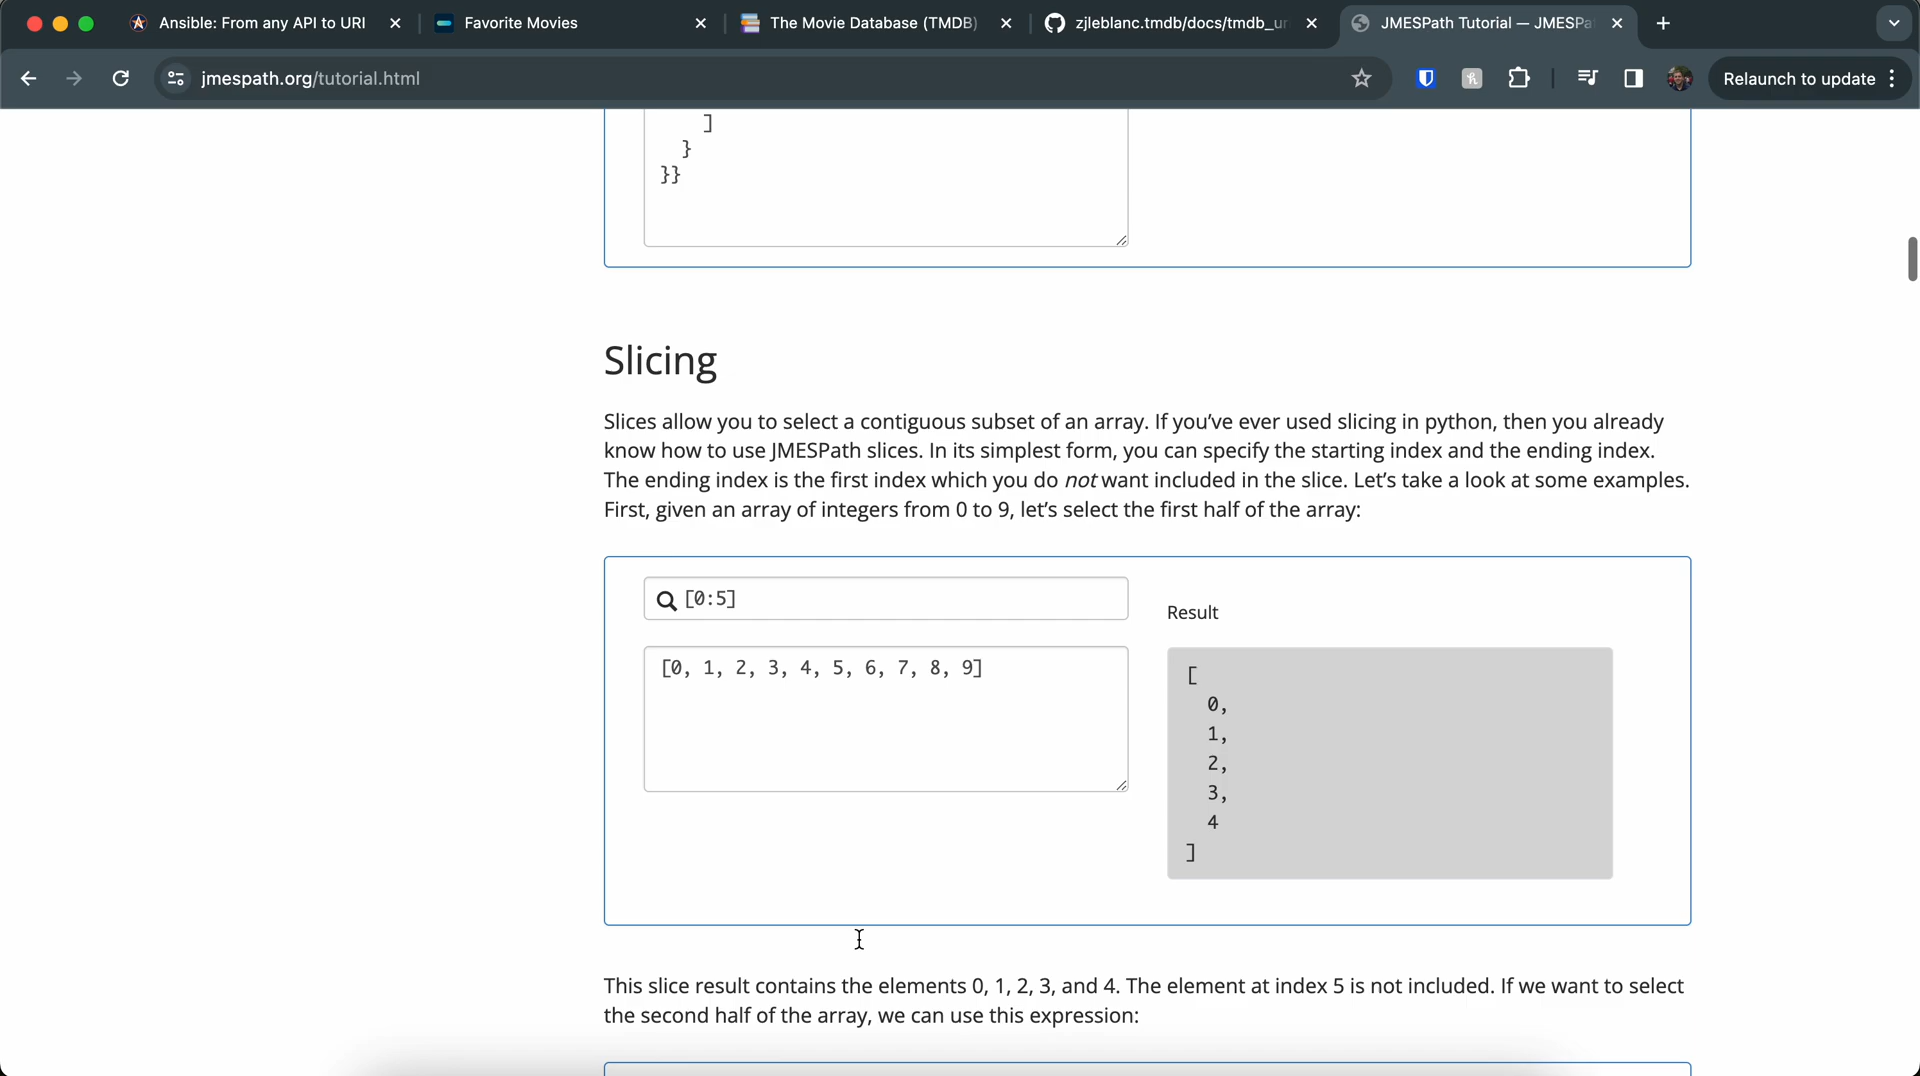 Ansible: From any API to URI
Favorite Movies
The Movie Database (TMDB)
zjleblanc.tmdb/docs/tmdb_u
JMESPath Tutorial — JMESPa
jmespath.org/tutorial.html
Relaunch to update
]
}
}}
Slicing
Slices allow you to select a contiguous subset of an array. If you’ve ever used slicing in python, then you already
know how to use JMESPath slices. In its simplest form, you can specify the starting index and the ending index.
The ending index is the first index which you do not want included in the slice. Let’s take a look at some examples.
First, given an array of integers from 0 to 9, let’s select the first half of the array:
[0:5]
Result
[0, 1, 2, 3, 4, 5, 6, 7, 8, 9]
[
0,
1,
2,
3,
4
]
This slice result contains the elements 0, 1, 2, 3, and 4. The element at index 5 is not included. If we want to select
the second half of the array, we can use this expression: